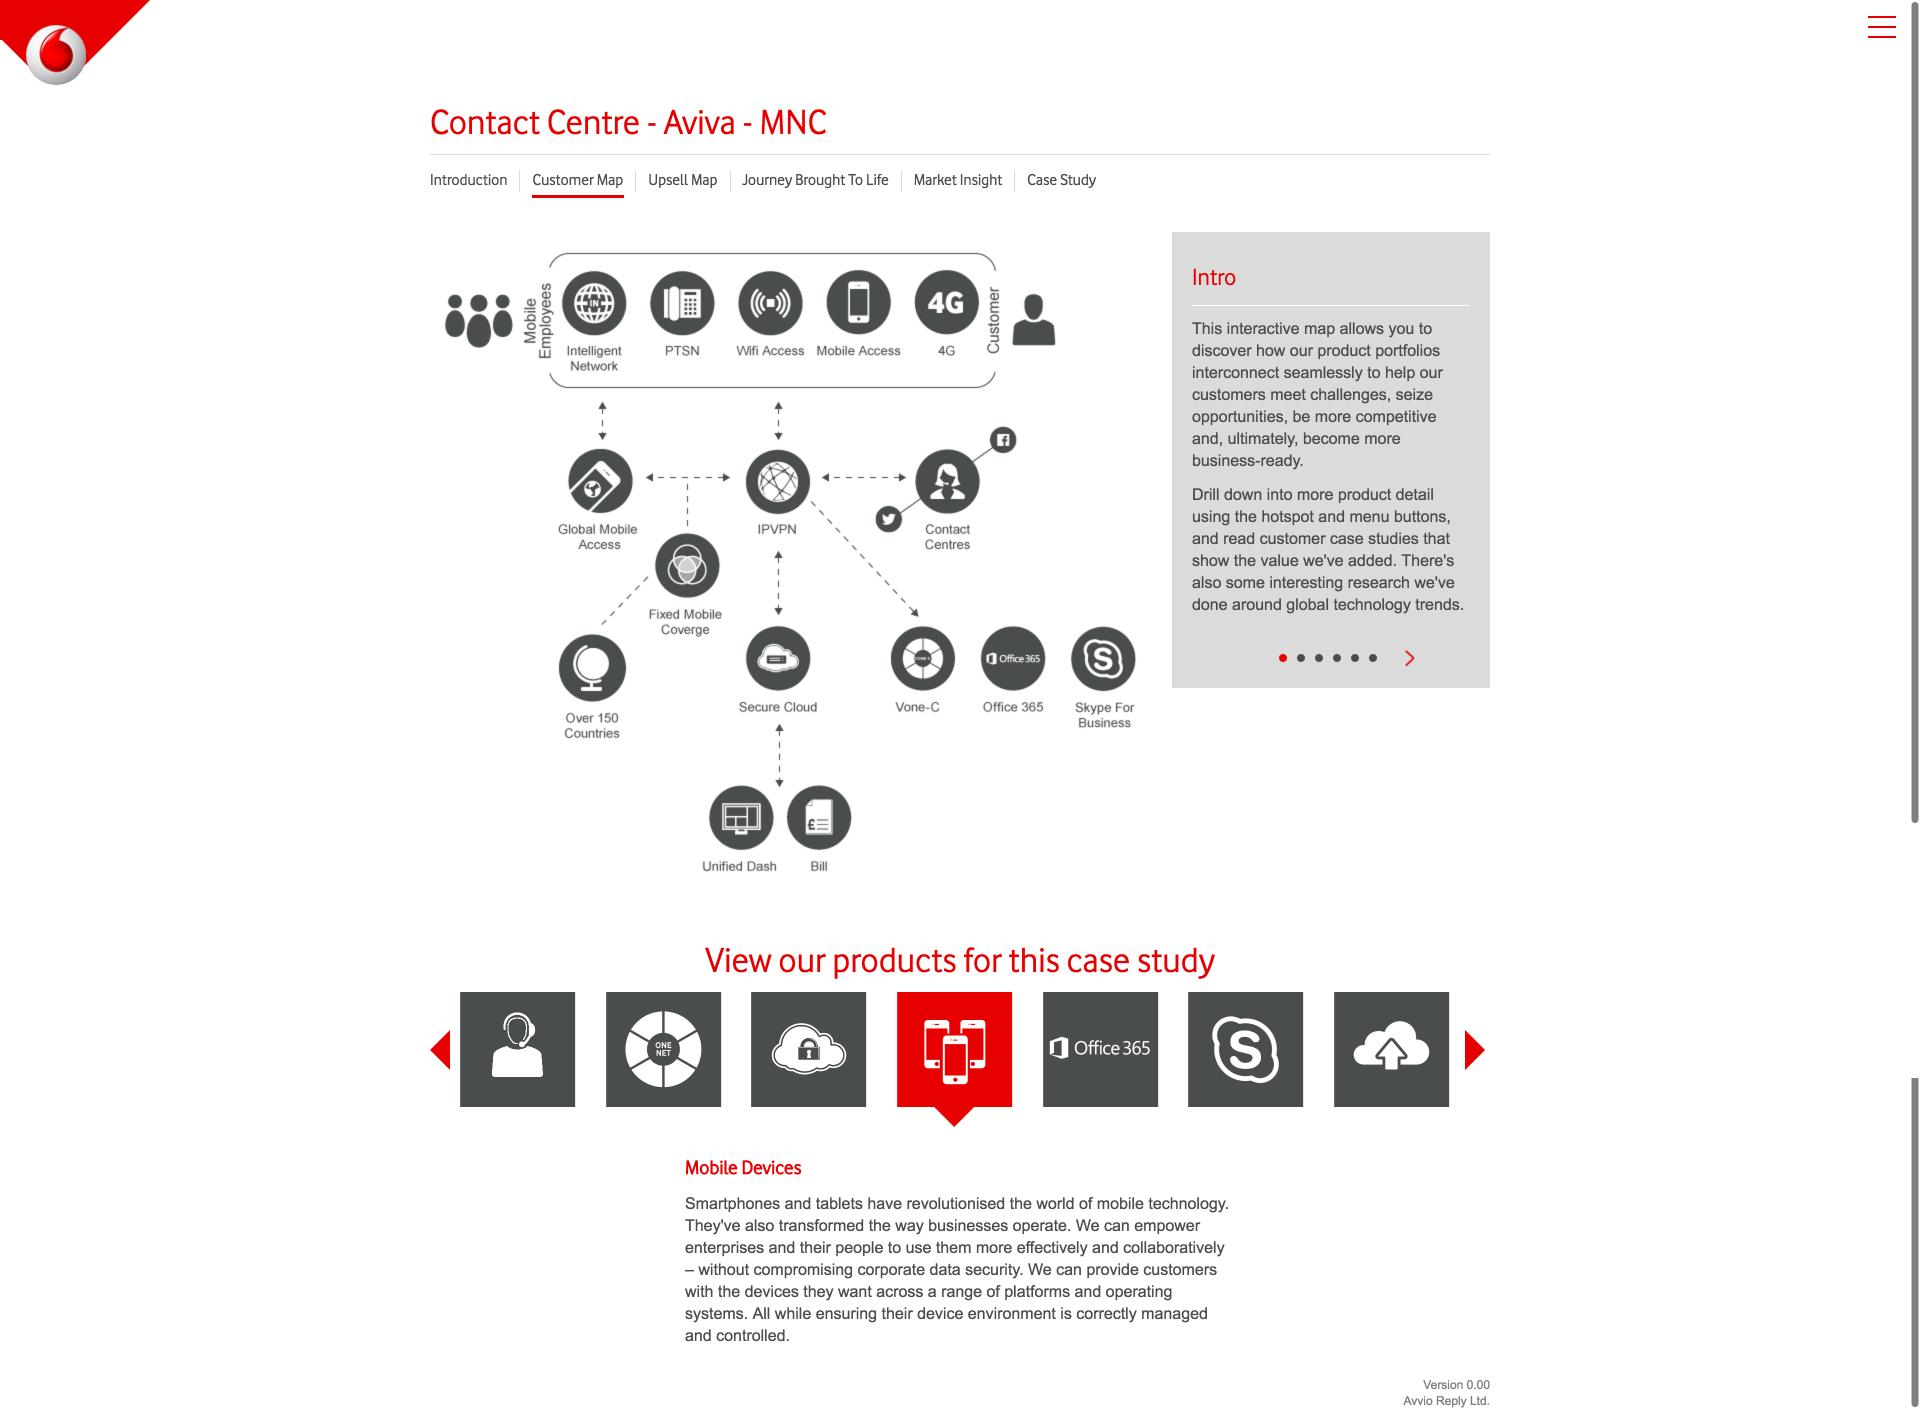 Contact Centre - Aviva - MNC
Introduction
Customer Map
Upsell Map
Journey Brought To Life
Market Insight
Case Study
Mobile
Employees
IN
4G
Customer
Intelligent
Network
PTSN
Wifi Access
Mobile Access
4G
Global Mobile
Access
IPVPN
Contact
Centres
Fixed Mobile
Coverge
Over 150
Countries
Secure Cloud
VONE-C
Vone-C
Office 365
Office 365
Skype For
Business
Unified Dash
Bill
Intro
This interactive map allows you to
discover how our product portfolios
interconnect seamlessly to help our
customers meet challenges, seize
opportunities, be more competitive
and, ultimately, become more
business-ready.
Drill down into more product detail
using the hotspot and menu buttons,
and read customer case studies that
show the value we've added. There's
also some interesting research we've
done around global technology trends.
View our products for this case study
ONE
NET
Office 365
Mobile Devices
Smartphones and tablets have revolutionised the world of mobile technology.
They've also transformed the way businesses operate. We can empower
enterprises and their people to use them more effectively and collaboratively
– without compromising corporate data security. We can provide customers
with the devices they want across a range of platforms and operating
systems. All while ensuring their device environment is correctly managed
and controlled.
Version 0.00
Avvio Reply Ltd.